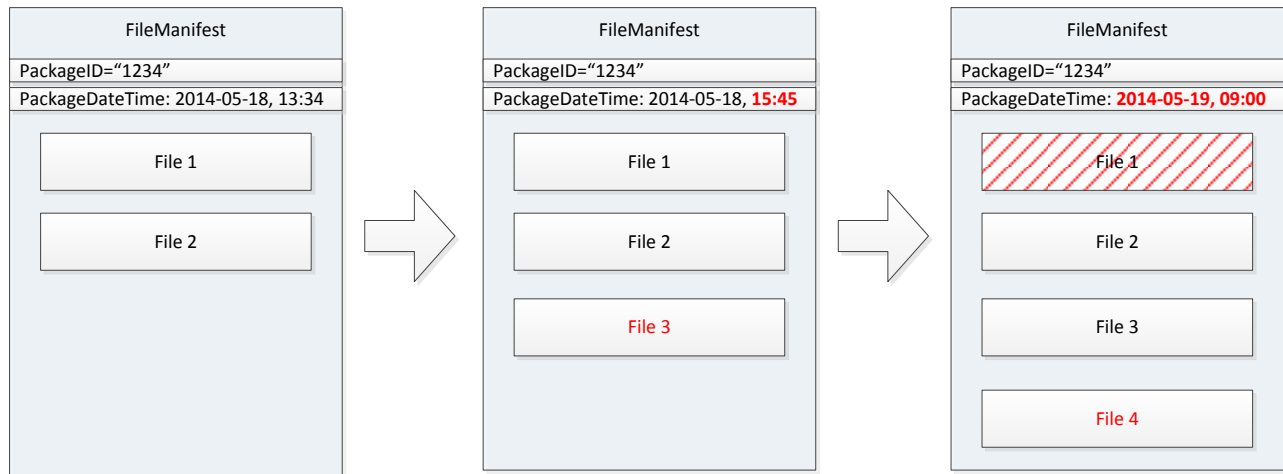 FileManifest
PackageID=“1234”
PackageDateTime: 2014-05-18, 13:34
File 1
File 2
FileManifest
PackageID=“1234”
PackageDateTime: 2014-05-18, 15:45
File 1
File 2
File 3
FileManifest
PackageID=“1234”
PackageDateTime: 2014-05-19, 09:00
File 1
File 2
File 3
File 4